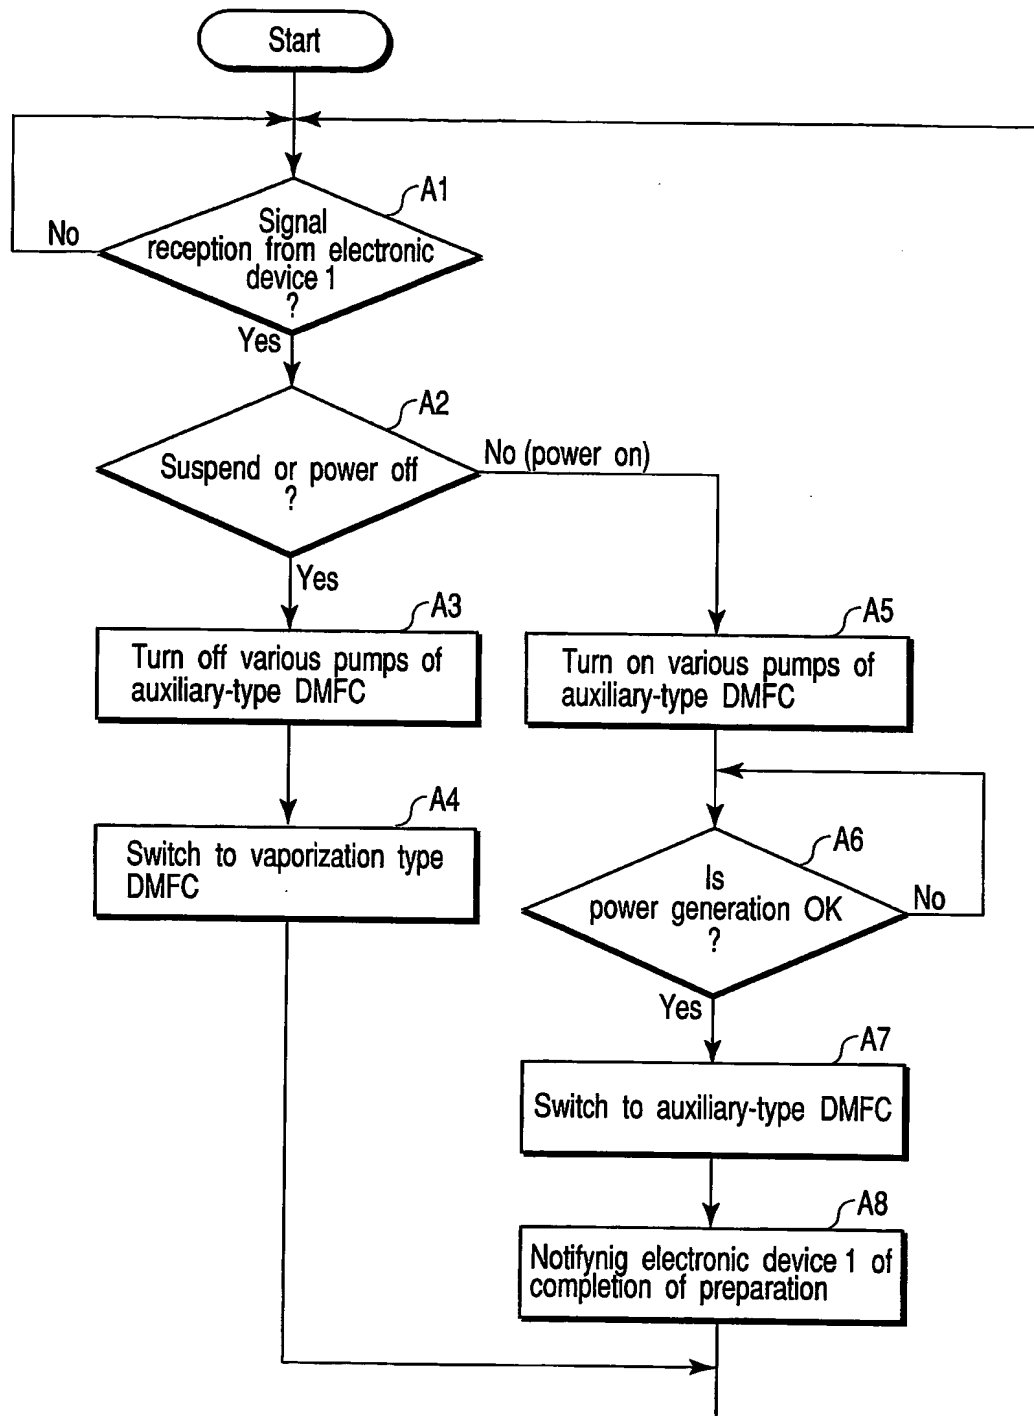 Start
A1
Signal
reception from electronic
device 1
?
No
Yes
A2
Suspend or power off
?
No (power on)
Yes
A3
Turn off various pumps of
auxiliary-type DMFC
A5
Turn on various pumps of
auxiliary-type DMFC
A4
Switch to vaporization type
DMFC
A6
Is
power generation OK
?
No
Yes
A7
Switch to auxiliary-type DMFC
A8
Notifynig electronic device 1 of
completion of preparation